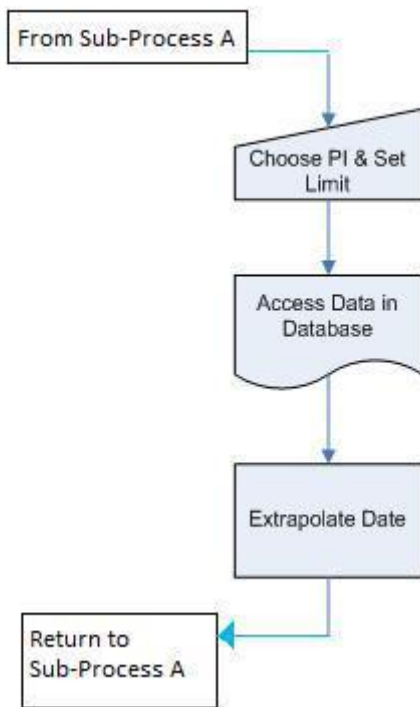 From Sub-Process A
Choose PI & Set
Limit
Access Data in
Database
Extrapolate Date
Return to
Sub-Process A